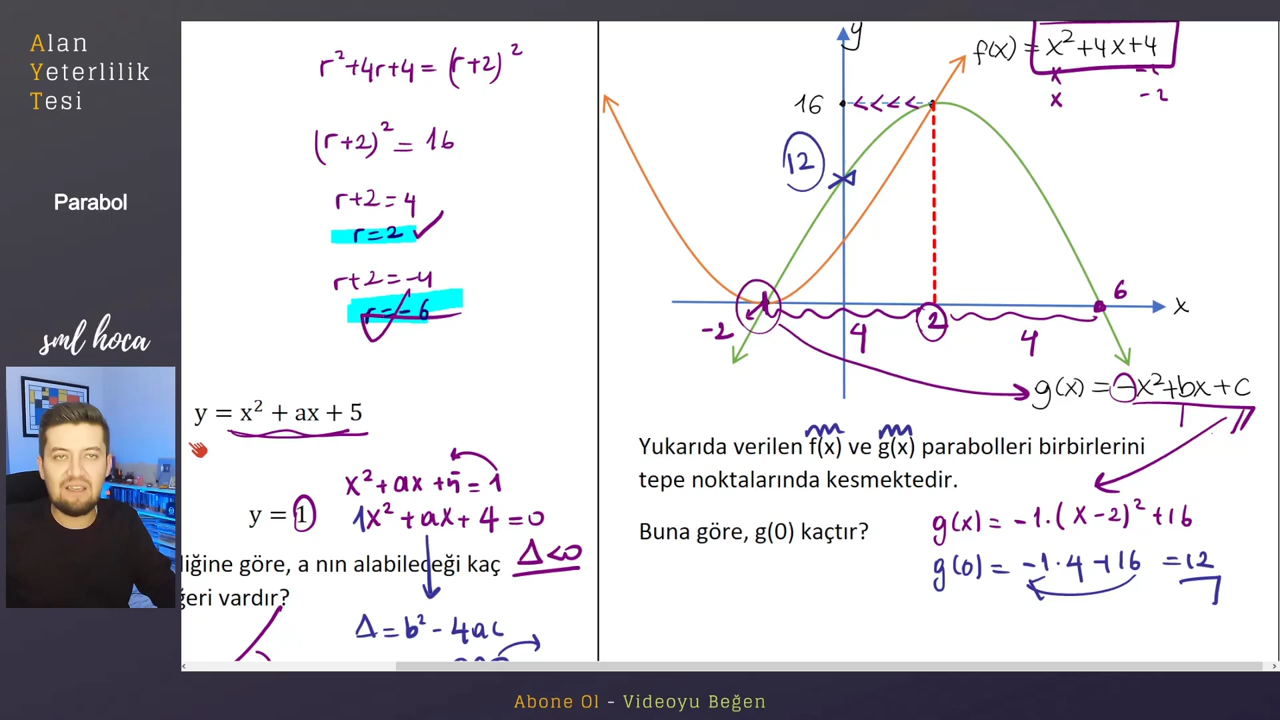 Alan
Yeterlilik
Tesi
Parabol
sml hoca
r²+4r+4=(r+2)²
(r+2)² = 16
r+2=4
r=2
r+2=-4
r=-6
y = x² + ax + 5
x²+ax+5=1
y = 1
1x²+ax+4=0
diğine göre, a nın alabileceği kaç
Δ<0
ğeri vardır?
Δ=b²-4ac
y
f(x) = x²+4x+4
x -2
x -2
16
12
-2
4
2
4
6
x
g(x) = -x²+bx+c
Yukarıda verilen f(x) ve g(x) parabolleri birbirlerini
tepe noktalarında kesmektedir.
g(x) = -1.(x-2)²+16
Buna göre, g(0) kaçtır?
g(0) = -1.4+16 =12
Abone Ol - Videoyu Beğen